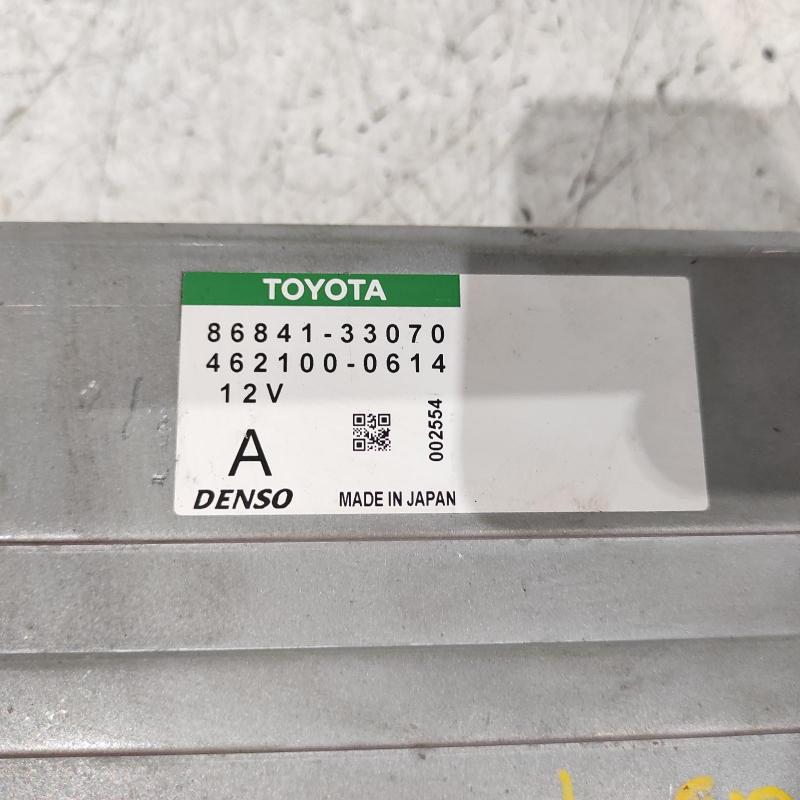 TOYOTA
86841-33070
462100-0614
12V
002554
A
DENSO
MADE IN JAPAN